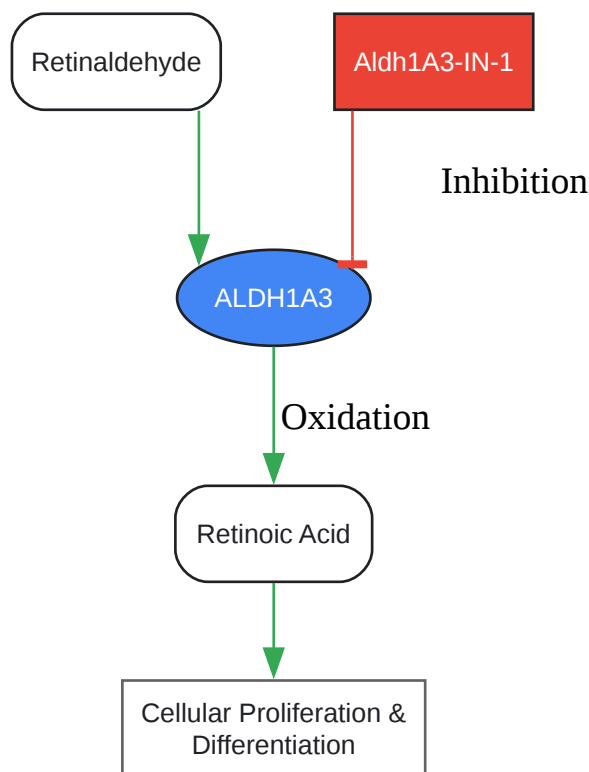 Retinaldehyde
Aldh1A3-IN-1
Inhibition
ALDH1A3
Oxidation
Retinoic Acid
Cellular Proliferation &
Differentiation